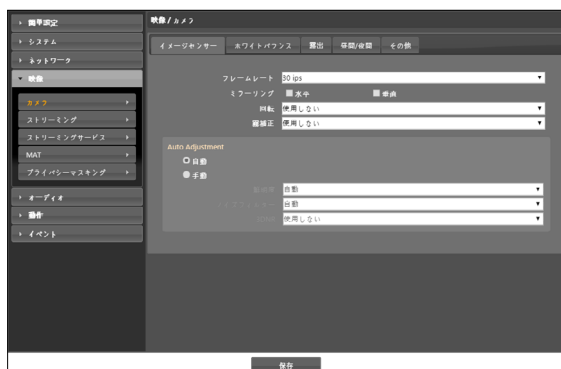 簡単設定
システム
ネットワーク
映像
カメラ
ストリーミング
ストリーミングサービス
MAT
プライバシーマスキング
オーディオ
動作
イベント
映像/カメラ
イメージセンサー ホワイトバランス 露出 昼間/夜間 その他
フレームレート 30 ips
ミラーリング 水平 垂直
回転 使用しない
霧補正 使用しない
Auto Adjustment
自動
手動
自動
自動
使用しない
保存